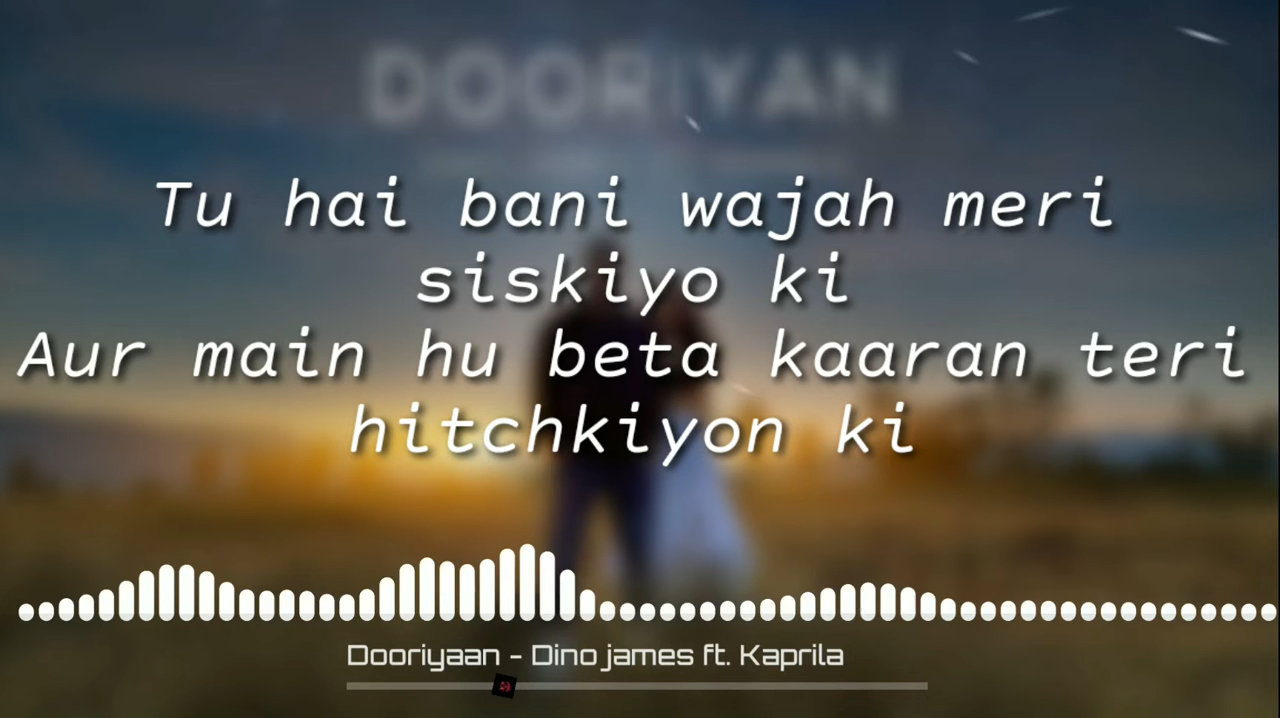 DOORIYAN
Tu hai bani wajah meri
siskiyo ki
Aur main hu beta kaaran teri
hitchkiyon ki
Dooriyaan - Dino james ft. Kaprila